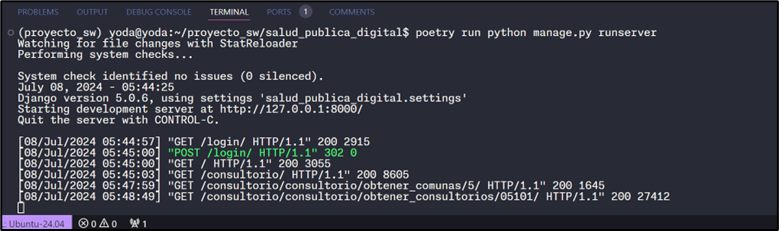 PROBLEMS OUTPUT DEBUG CONSOLE TERMINAL PORTS 1 COMMENTS
(proyecto_sw) yoda@yoda:~/proyecto_sw/salud_publica_digital$ poetry run python manage.py runserver
Watching for file changes with StatReloader
Performing system checks...
System check identified no issues (0 silenced).
July 08, 2024 - 05:44:25
Django version 5.0.6, using settings 'salud_publica_digital.settings'
Starting development server at http://127.0.0.1:8000/
Quit the server with CONTROL-C.
[08/Jul/2024 05:44:57] "GET /login/ HTTP/1.1" 200 2915
[08/Jul/2024 05:45:00] "POST /login/ HTTP/1.1" 302 0
[08/Jul/2024 05:45:00] "GET / HTTP/1.1" 200 3055
[08/Jul/2024 05:45:03] "GET /consultorio/ HTTP/1.1" 200 8605
[08/Jul/2024 05:47:59] "GET /consultorio/consultorio/obtener_comunas/5/ HTTP/1.1" 200 1645
[08/Jul/2024 05:48:49] "GET /consultorio/consultorio/obtener_consultorios/05101/ HTTP/1.1" 200 27412
: Ubuntu-24.04 0 0 1